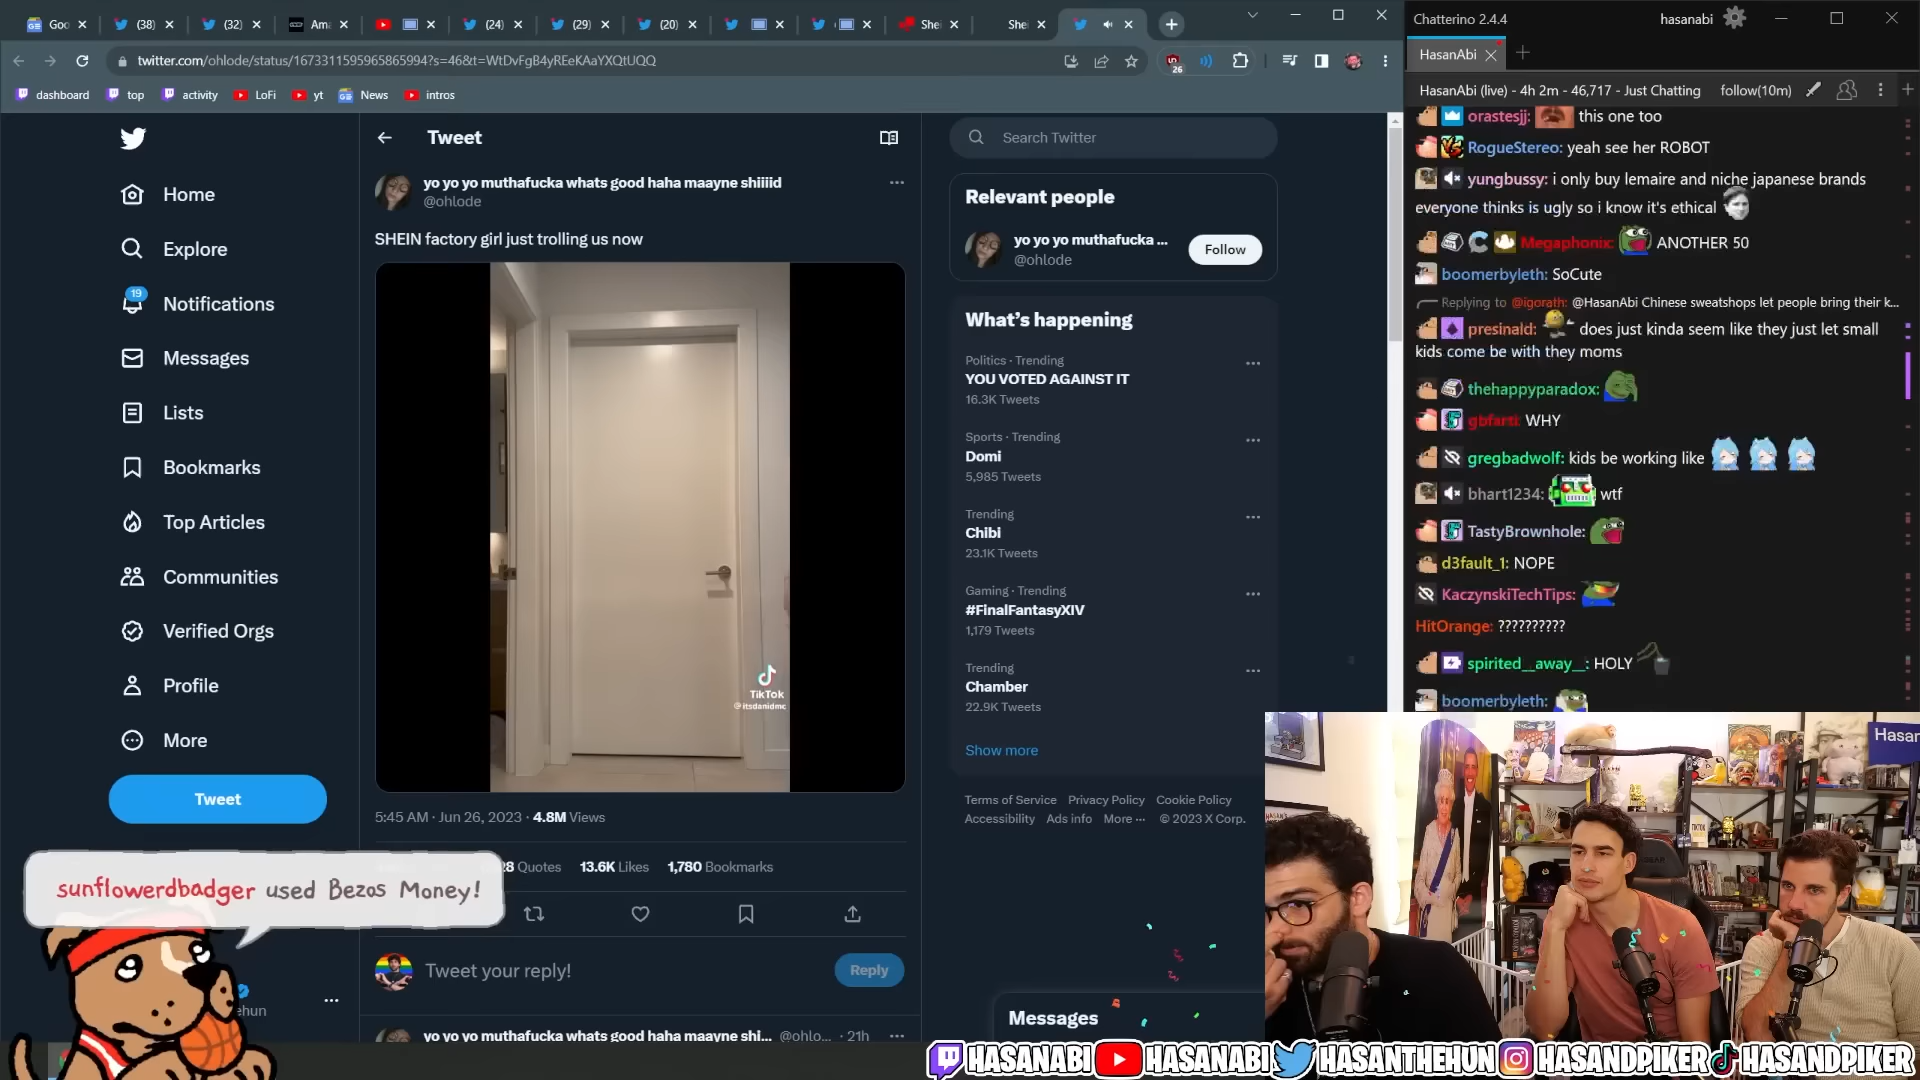 Goo
(38)
(32)
Ama
(24)
(29)
(20)
Shei
Shei
twitter.com/ohlode/status/1673311595965865994?s=46&t=WtDvFgB4yREeKAaYXQtUQQ
26
dashboard
top
activity
LoFi
yt
News
intros
Home
Explore
19
Notifications
Messages
Lists
Bookmarks
Top Articles
Communities
Verified Orgs
Profile
More
Tweet
Tweet
yo yo yo muthafucka whats good haha maayne shiiiid
@ohlode
SHEIN factory girl just trolling us now
TikTok
@itsdanidmc
5:45 AM · Jun 26, 2023 · 4.8M Views
28 Quotes 13.6K Likes 1,780 Bookmarks
Tweet your reply!
Reply
yo yo yo muthafucka whats good haha maayne shi... @ohlo... · 21h
sunflowerdbadger used Bezos Money!
ehun
Search Twitter
Relevant people
yo yo yo muthafucka ...
@ohlode
Follow
What's happening
Politics · Trending
YOU VOTED AGAINST IT
16.3K Tweets
Sports · Trending
Domi
5,985 Tweets
Trending
Chibi
23.1K Tweets
Gaming · Trending
#FinalFantasyXIV
1,179 Tweets
Trending
Chamber
22.9K Tweets
Show more
Terms of Service Privacy Policy Cookie Policy
Accessibility Ads info More ··· © 2023 X Corp.
Messages
Chatterino 2.4.4
hasanabi
HasanAbi
HasanAbi (live) - 4h 2m - 46,717 - Just Chatting
follow(10m)
orastesjj: this one too
RogueStereo: yeah see her ROBOT
yungbussy: i only buy lemaire and niche japanese brands
everyone thinks is ugly so i know it's ethical
Megaphonix: ANOTHER 50
boomerbyleth: SoCute
Replying to @igorath: @HasanAbi Chinese sweatshops let people bring their k...
presinald: does just kinda seem like they just let small
kids come be with they moms
thehappyparadox:
gbfarti: WHY
gregbadwolf: kids be working like
bhart1234: wtf
TastyBrownhole:
d3fault_1: NOPE
KaczynskiTechTips:
HitOrange: ??????????
spirited__away__: HOLY
boomerbyleth:
Hasan
HASANABI HASANABI HASANTHEHUN HASANDPIKER HASANDPIKER